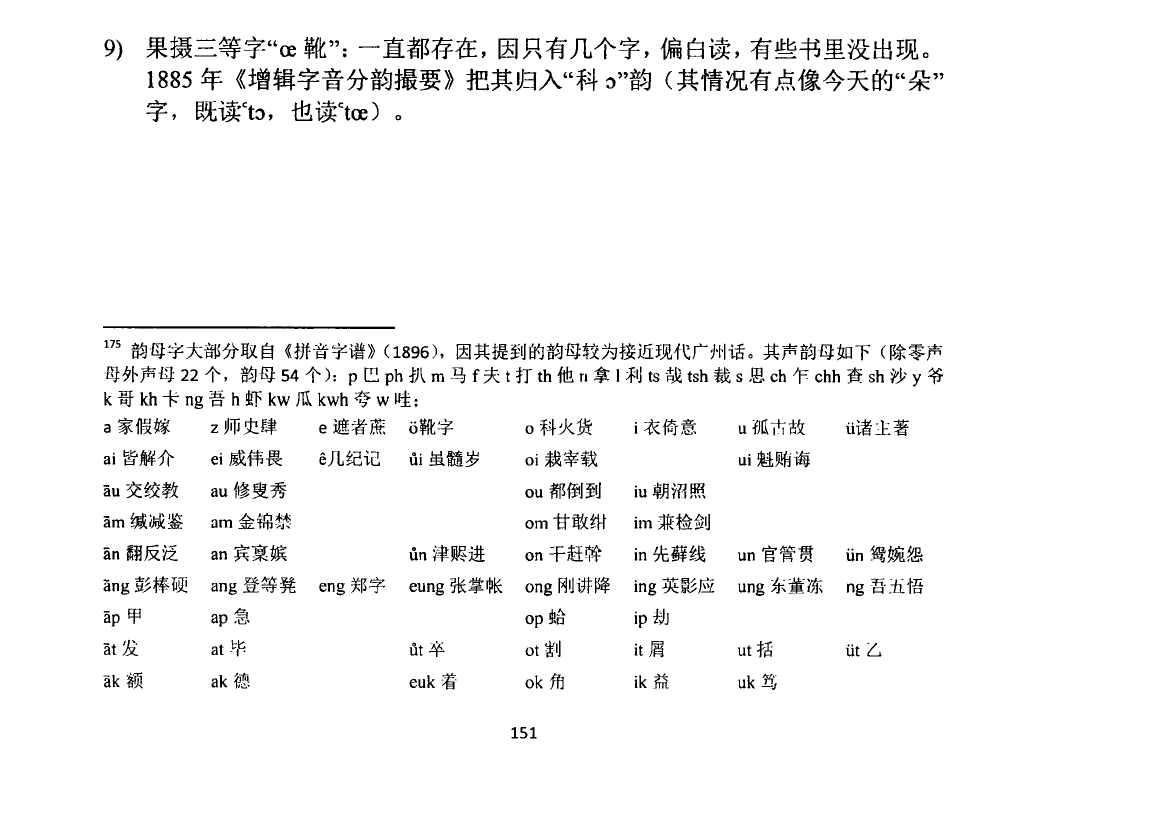 9) 果摄三等字“œ 靴”：一直都存在，因只有几个字，偏白读，有些书里没出现。
1885 年《增辑字音分韵撮要》把其归入“科 ɔ”韵（其情况有点像今天的“朵”
字，既读ʿtɔ，也读ʿtœ）。
175 韵母字大部分取自《拼音字谱》（1896），因其提到的韵母较为接近现代广州话。其声韵母如下（除零声
母外声母 22 个，韵母 54 个）：p 巴 ph 扒 m 马 f 夫 t 打 th 他 n 拿 l 利 ts 哉 tsh 裁 s 思 ch 乍 chh 查 sh 沙 y 爷
k 哥 kh 卡 ng 吾 h 虾 kw 瓜 kwh 夸 w 哇；
a 家假嫁 z 师史肆 e 遮者蔗 ö靴字 o 科火货 i 衣倚意 u 孤古故 ü诸主著
ai 皆解介 ei 威伟畏 ê几纪记 ůi 虽髓岁 oi 栽宰载 ui 魁贿诲
āu 交绞教 au 修叟秀 ou 都倒到 iu 朝沼照
ām 缄减鉴 am 金锦禁 om 甘敢绀 im 兼检剑
ān 翻反泛 an 宾稟嫔 ůn 津赆进 on 干赶幹 in 先藓线 un 官管贯 ün 鸳婉怨
āng 彭棒硬 ang 登等凳 eng 郑字 eung 张掌帐 ong 刚讲降 ing 英影应 ung 东董冻 ng 吾五悟
āp 甲 ap 急 op 蛤 ip 劫
āt 发 at 毕 ůt 卒 ot 割 it 屑 ut 括 üt 乙
āk 额 ak 德 euk 着 ok 角 ik 益 uk 笃
151